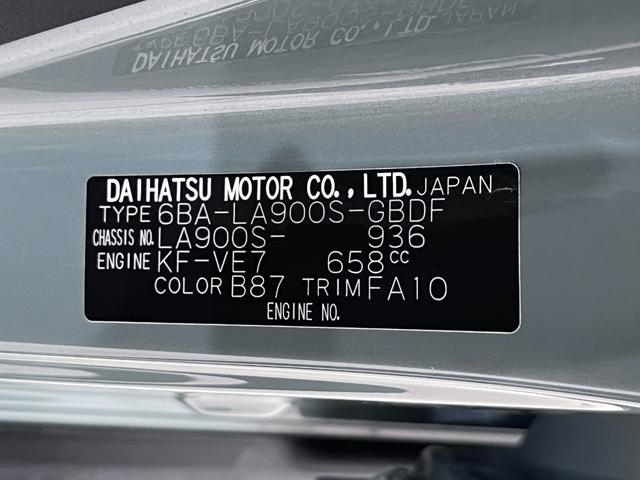 DAIHATSU MOTOR CO., LTD. JAPAN
TYPE 6BA-LA900S-GBDF
CHASSIS NO. LA900S- 936
ENGINE KF-VE7 658CC
COLOR B87 TRIM FA10
ENGINE NO.